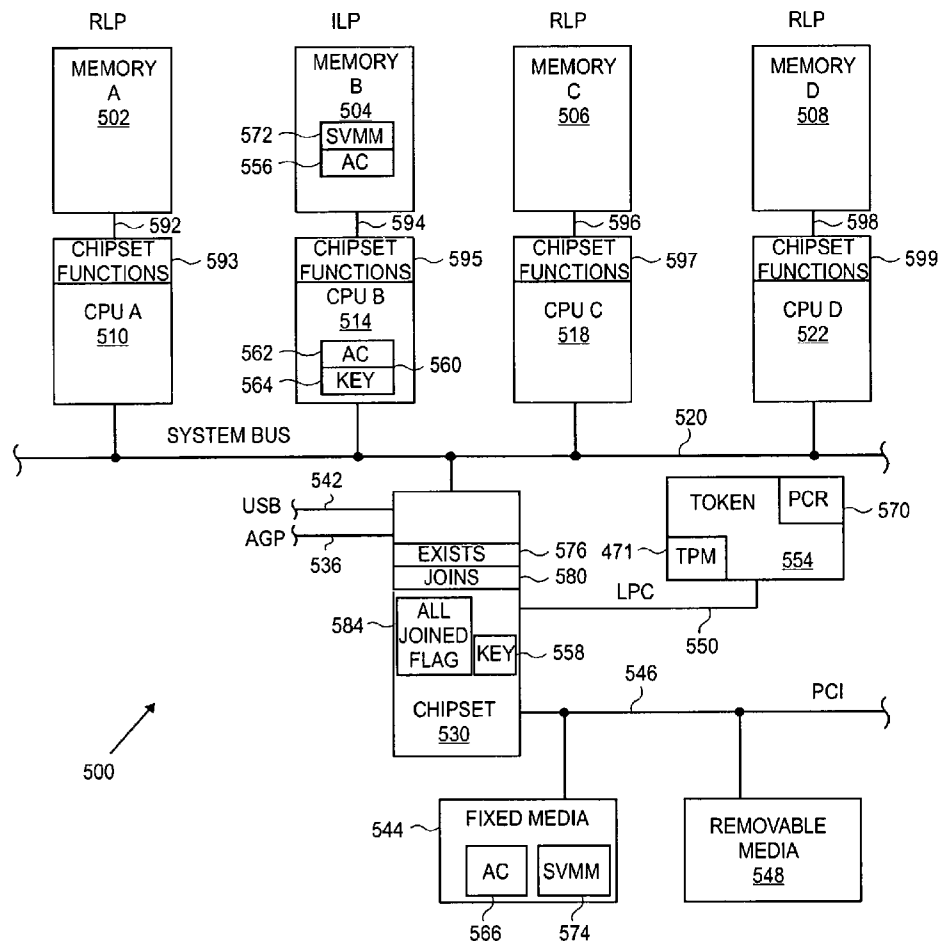 RLP ILP RLP RLP
MEMORY
A
502
MEMORY
B
504
572 SVMM
556 AC
MEMORY
C
506
MEMORY
D
508
592
594
596
598
CHIPSET
FUNCTIONS
593
CPU A
510
CHIPSET
FUNCTIONS
595
CPU B
514
562 AC
560
564 KEY
CHIPSET
FUNCTIONS
597
CPU C
518
CHIPSET
FUNCTIONS
599
CPU D
522
SYSTEM BUS
520
USB
542
AGP
536
EXISTS 576
JOINS 580
TOKEN
PCR
570
471
TPM
554
LPC
550
584
ALL
JOINED
FLAG
KEY
558
CHIPSET
530
546
PCI
500
544
FIXED MEDIA
AC SVMM
566 574
REMOVABLE
MEDIA
548